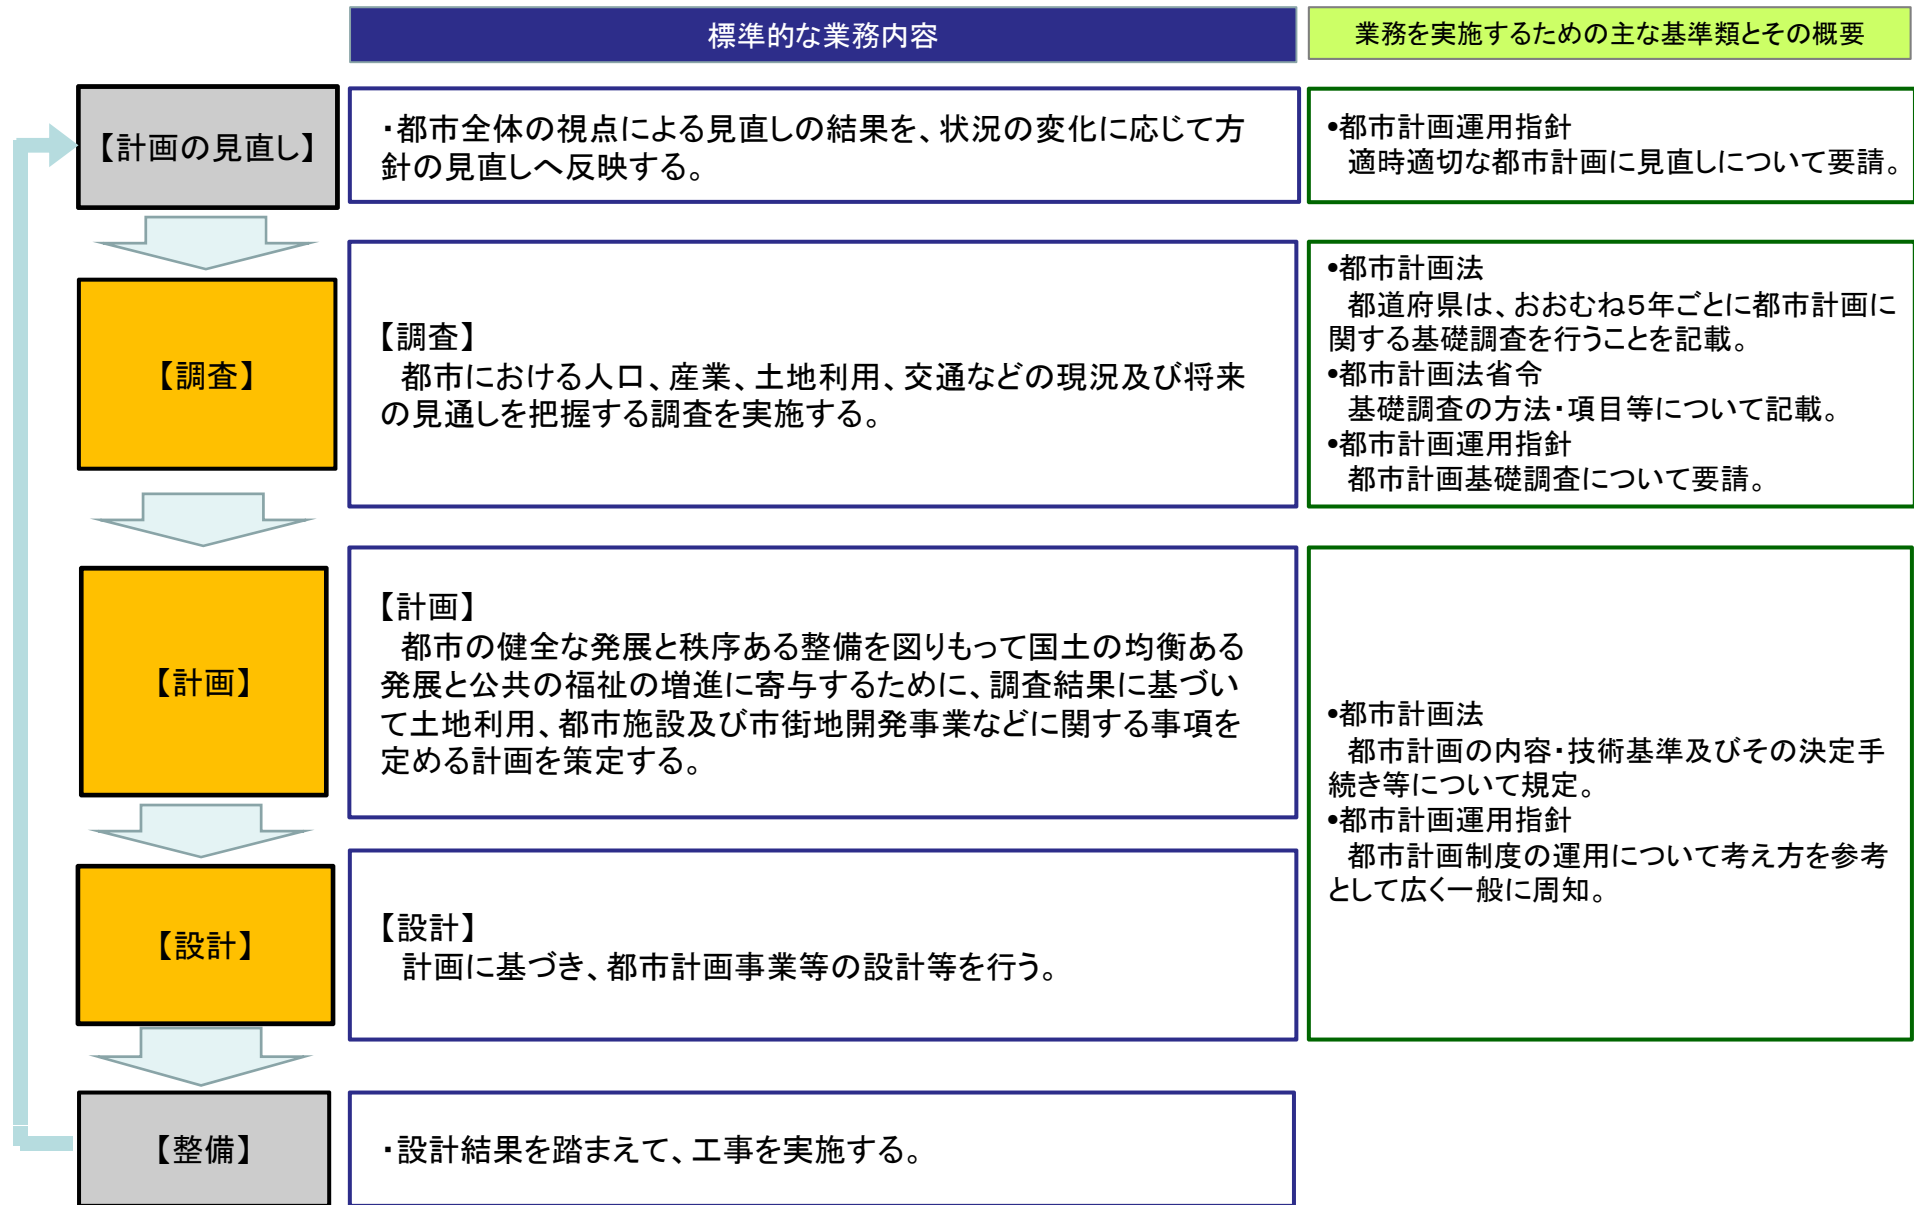 標準的な業務内容
業務を実施するための主な基準類とその概要
【計画の見直し】
・都市全体の視点による見直しの結果を、状況の変化に応じて方
針の見直しへ反映する。
•都市計画運用指針
適時適切な都市計画に見直しについて要請。
【調査】
【調査】
都市における人口、産業、土地利用、交通などの現況及び将来
の見通しを把握する調査を実施する。
•都市計画法
都道府県は、おおむね５年ごとに都市計画に
関する基礎調査を行うことを記載。
•都市計画法省令
基礎調査の方法・項目等について記載。
•都市計画運用指針
都市計画基礎調査について要請。
【計画】
【計画】
都市の健全な発展と秩序ある整備を図りもって国土の均衡ある
発展と公共の福祉の増進に寄与するために、調査結果に基づい
て土地利用、都市施設及び市街地開発事業などに関する事項を
定める計画を策定する。
•都市計画法
都市計画の内容・技術基準及びその決定手
続き等について規定。
•都市計画運用指針
都市計画制度の運用について考え方を参考
として広く一般に周知。
【設計】
【設計】
計画に基づき、都市計画事業等の設計等を行う。
【整備】
・設計結果を踏まえて、工事を実施する。